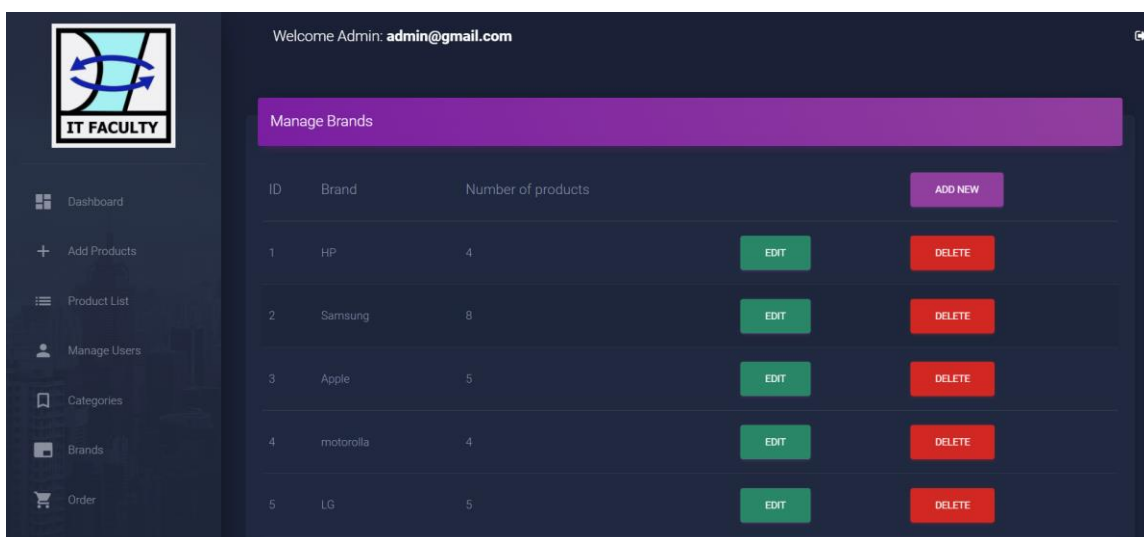 IT FACULTY
Dashboard
Add Products
Product List
Manage Users
Categories
Brands
Order
Welcome Admin: admin@gmail.com
Manage Brands
ID Brand Number of products ADD NEW
1 HP 4 EDIT DELETE
2 Samsung 8 EDIT DELETE
3 Apple 5 EDIT DELETE
4 motorolla 4 EDIT DELETE
5 LG 5 EDIT DELETE